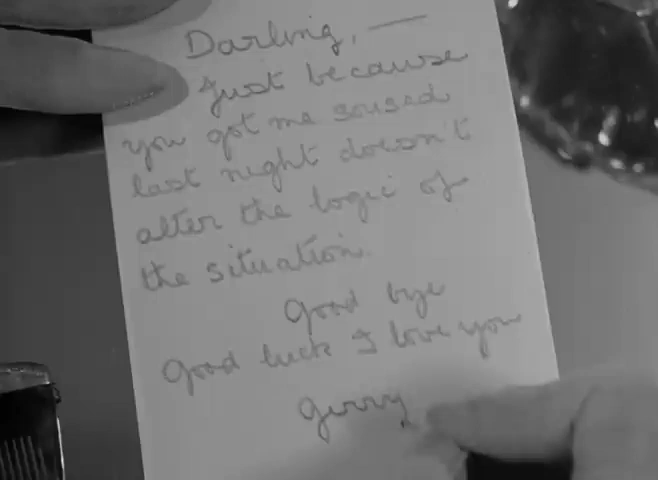 Darling, —
Just because
you got me soused
last night doesn't
alter the logic of
the situation.
Good bye
Good luck I love you
Gerry